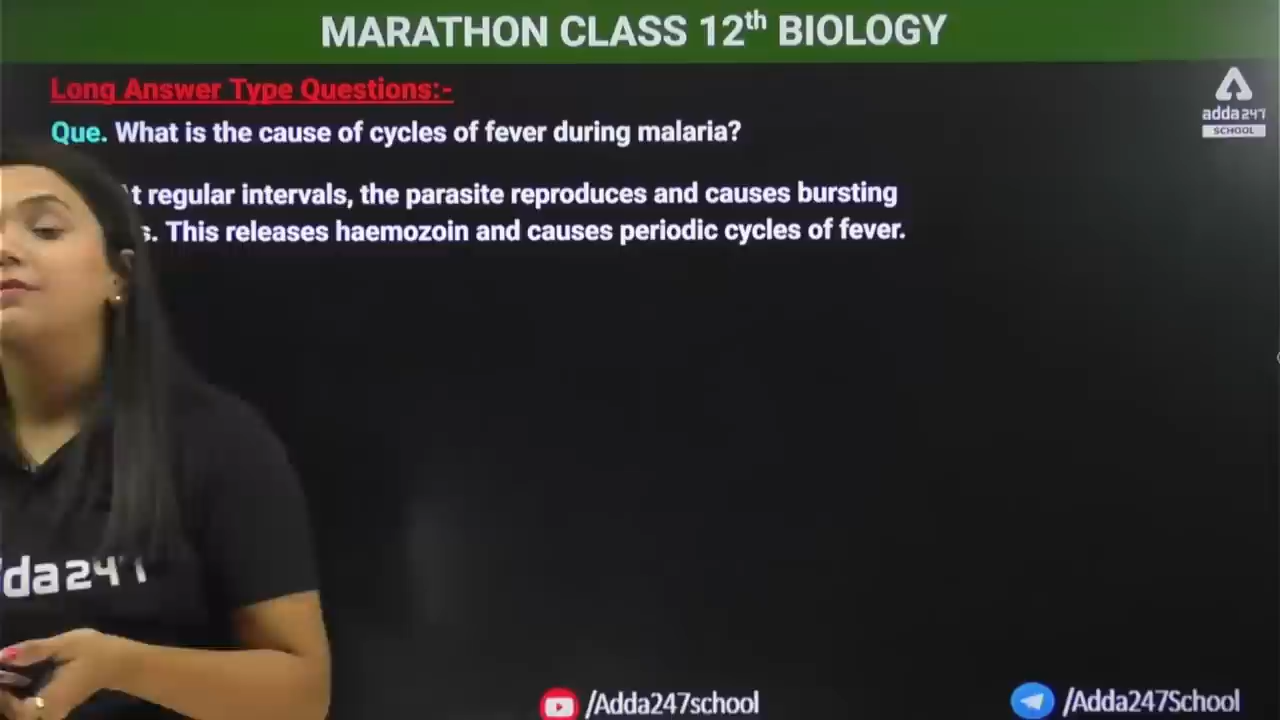 MARATHON CLASS 12th BIOLOGY
Long Answer Type Questions:-
adda247
SCHOOL
Que. What is the cause of cycles of fever during malaria?
regular intervals, the parasite reproduces and causes bursting
This releases haemozoin and causes periodic cycles of fever.
/Adda247school
/Adda247School